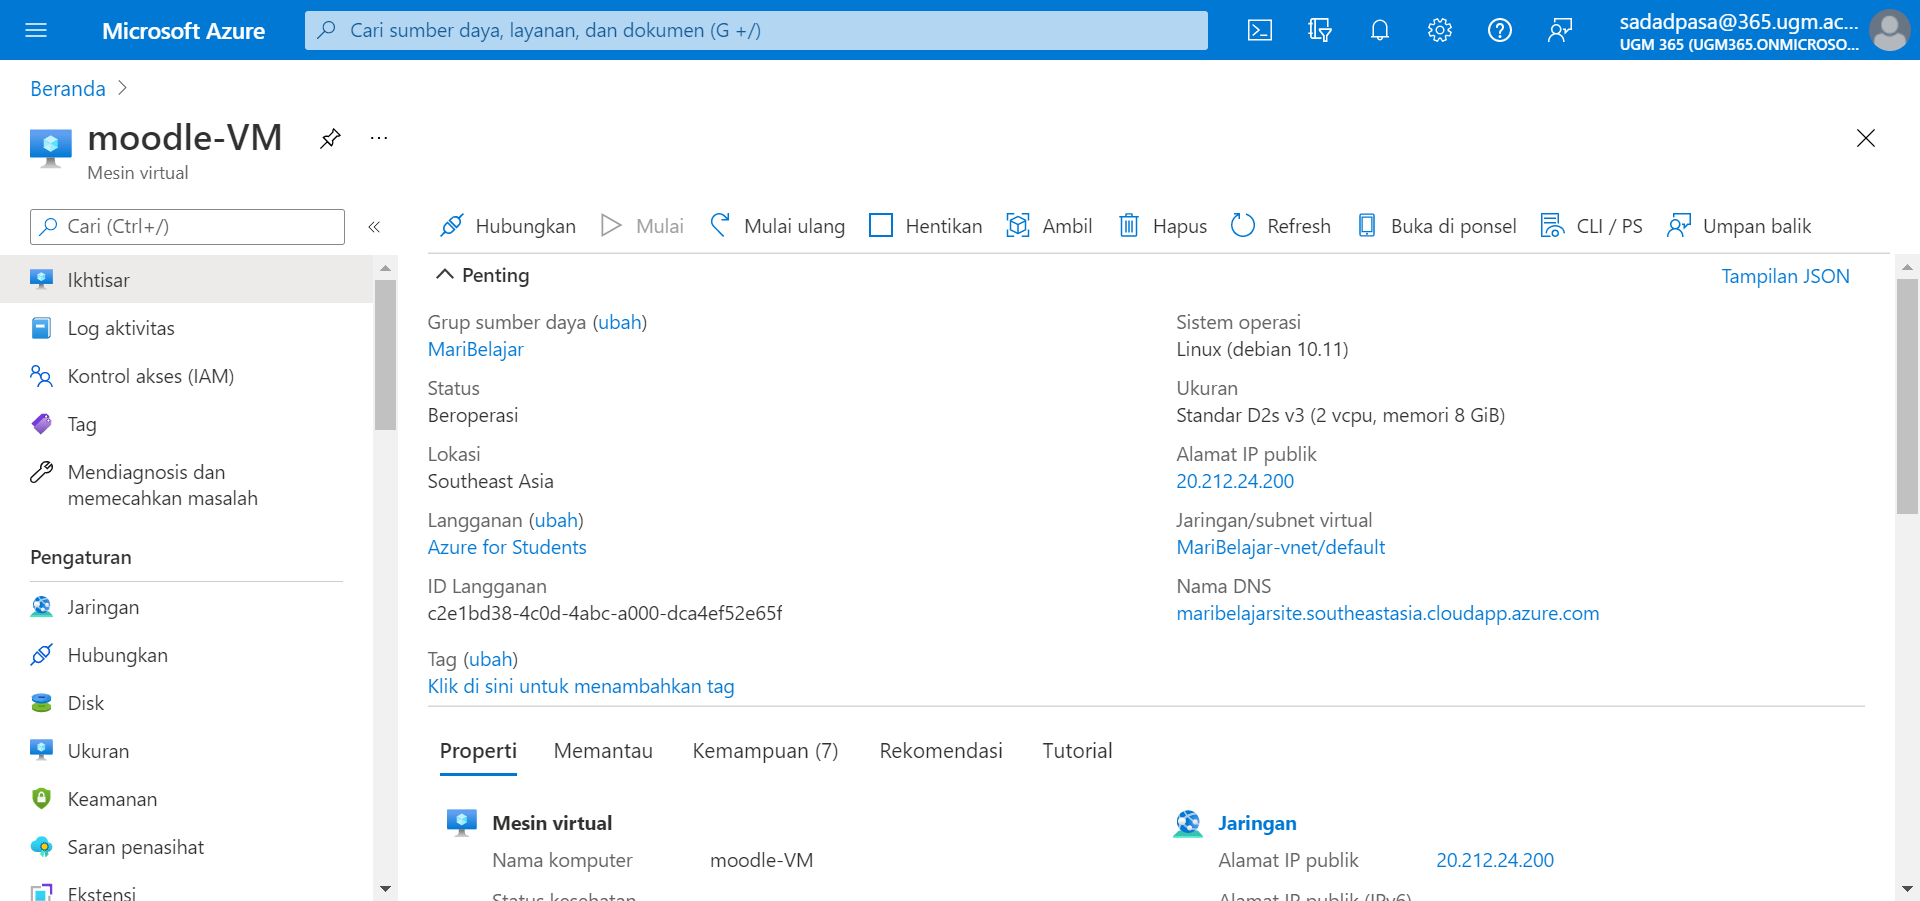 Microsoft Azure
Cari sumber daya, layanan, dan dokumen (G +/)
sadadpasa@365.ugm.ac...
UGM 365 (UGM365.ONMICROSO...
Beranda
moodle-VM
Mesin virtual
Cari (Ctrl+/)
Hubungkan Mulai Mulai ulang Hentikan Ambil Hapus Refresh Buka di ponsel CLI / PS Umpan balik
Ikhtisar
Log aktivitas
Kontrol akses (IAM)
Tag
Mendiagnosis dan
memecahkan masalah
Pengaturan
Jaringan
Hubungkan
Disk
Ukuran
Keamanan
Saran penasihat
Ekstensi
Penting
Tampilan JSON
Grup sumber daya (ubah)
MariBelajar
Status
Beroperasi
Lokasi
Southeast Asia
Langganan (ubah)
Azure for Students
ID Langganan
c2e1bd38-4c0d-4abc-a000-dca4ef52e65f
Sistem operasi
Linux (debian 10.11)
Ukuran
Standar D2s v3 (2 vcpu, memori 8 GiB)
Alamat IP publik
20.212.24.200
Jaringan/subnet virtual
MariBelajar-vnet/default
Nama DNS
maribelajarsite.southeastasia.cloudapp.azure.com
Tag (ubah)
Klik di sini untuk menambahkan tag
Properti Memantau Kemampuan (7) Rekomendasi Tutorial
Mesin virtual
Nama komputer moodle-VM
Status kesehatan
Jaringan
Alamat IP publik 20.212.24.200
Alamat IP publik (IPv6)